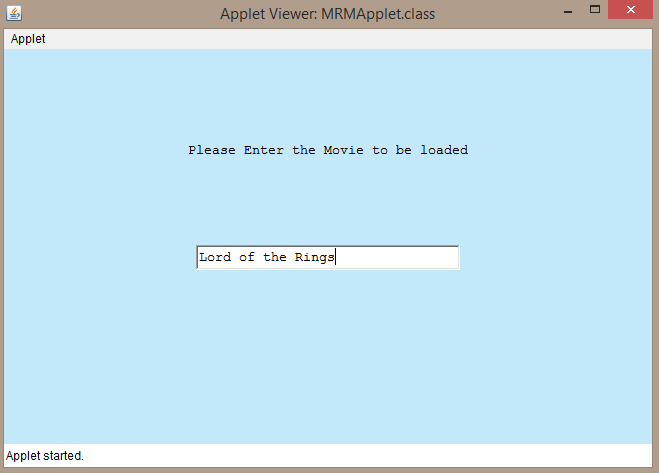 Applet Viewer: MRMApplet.class
Applet
Please Enter the Movie to be loaded
Lord of the Rings
Applet started.